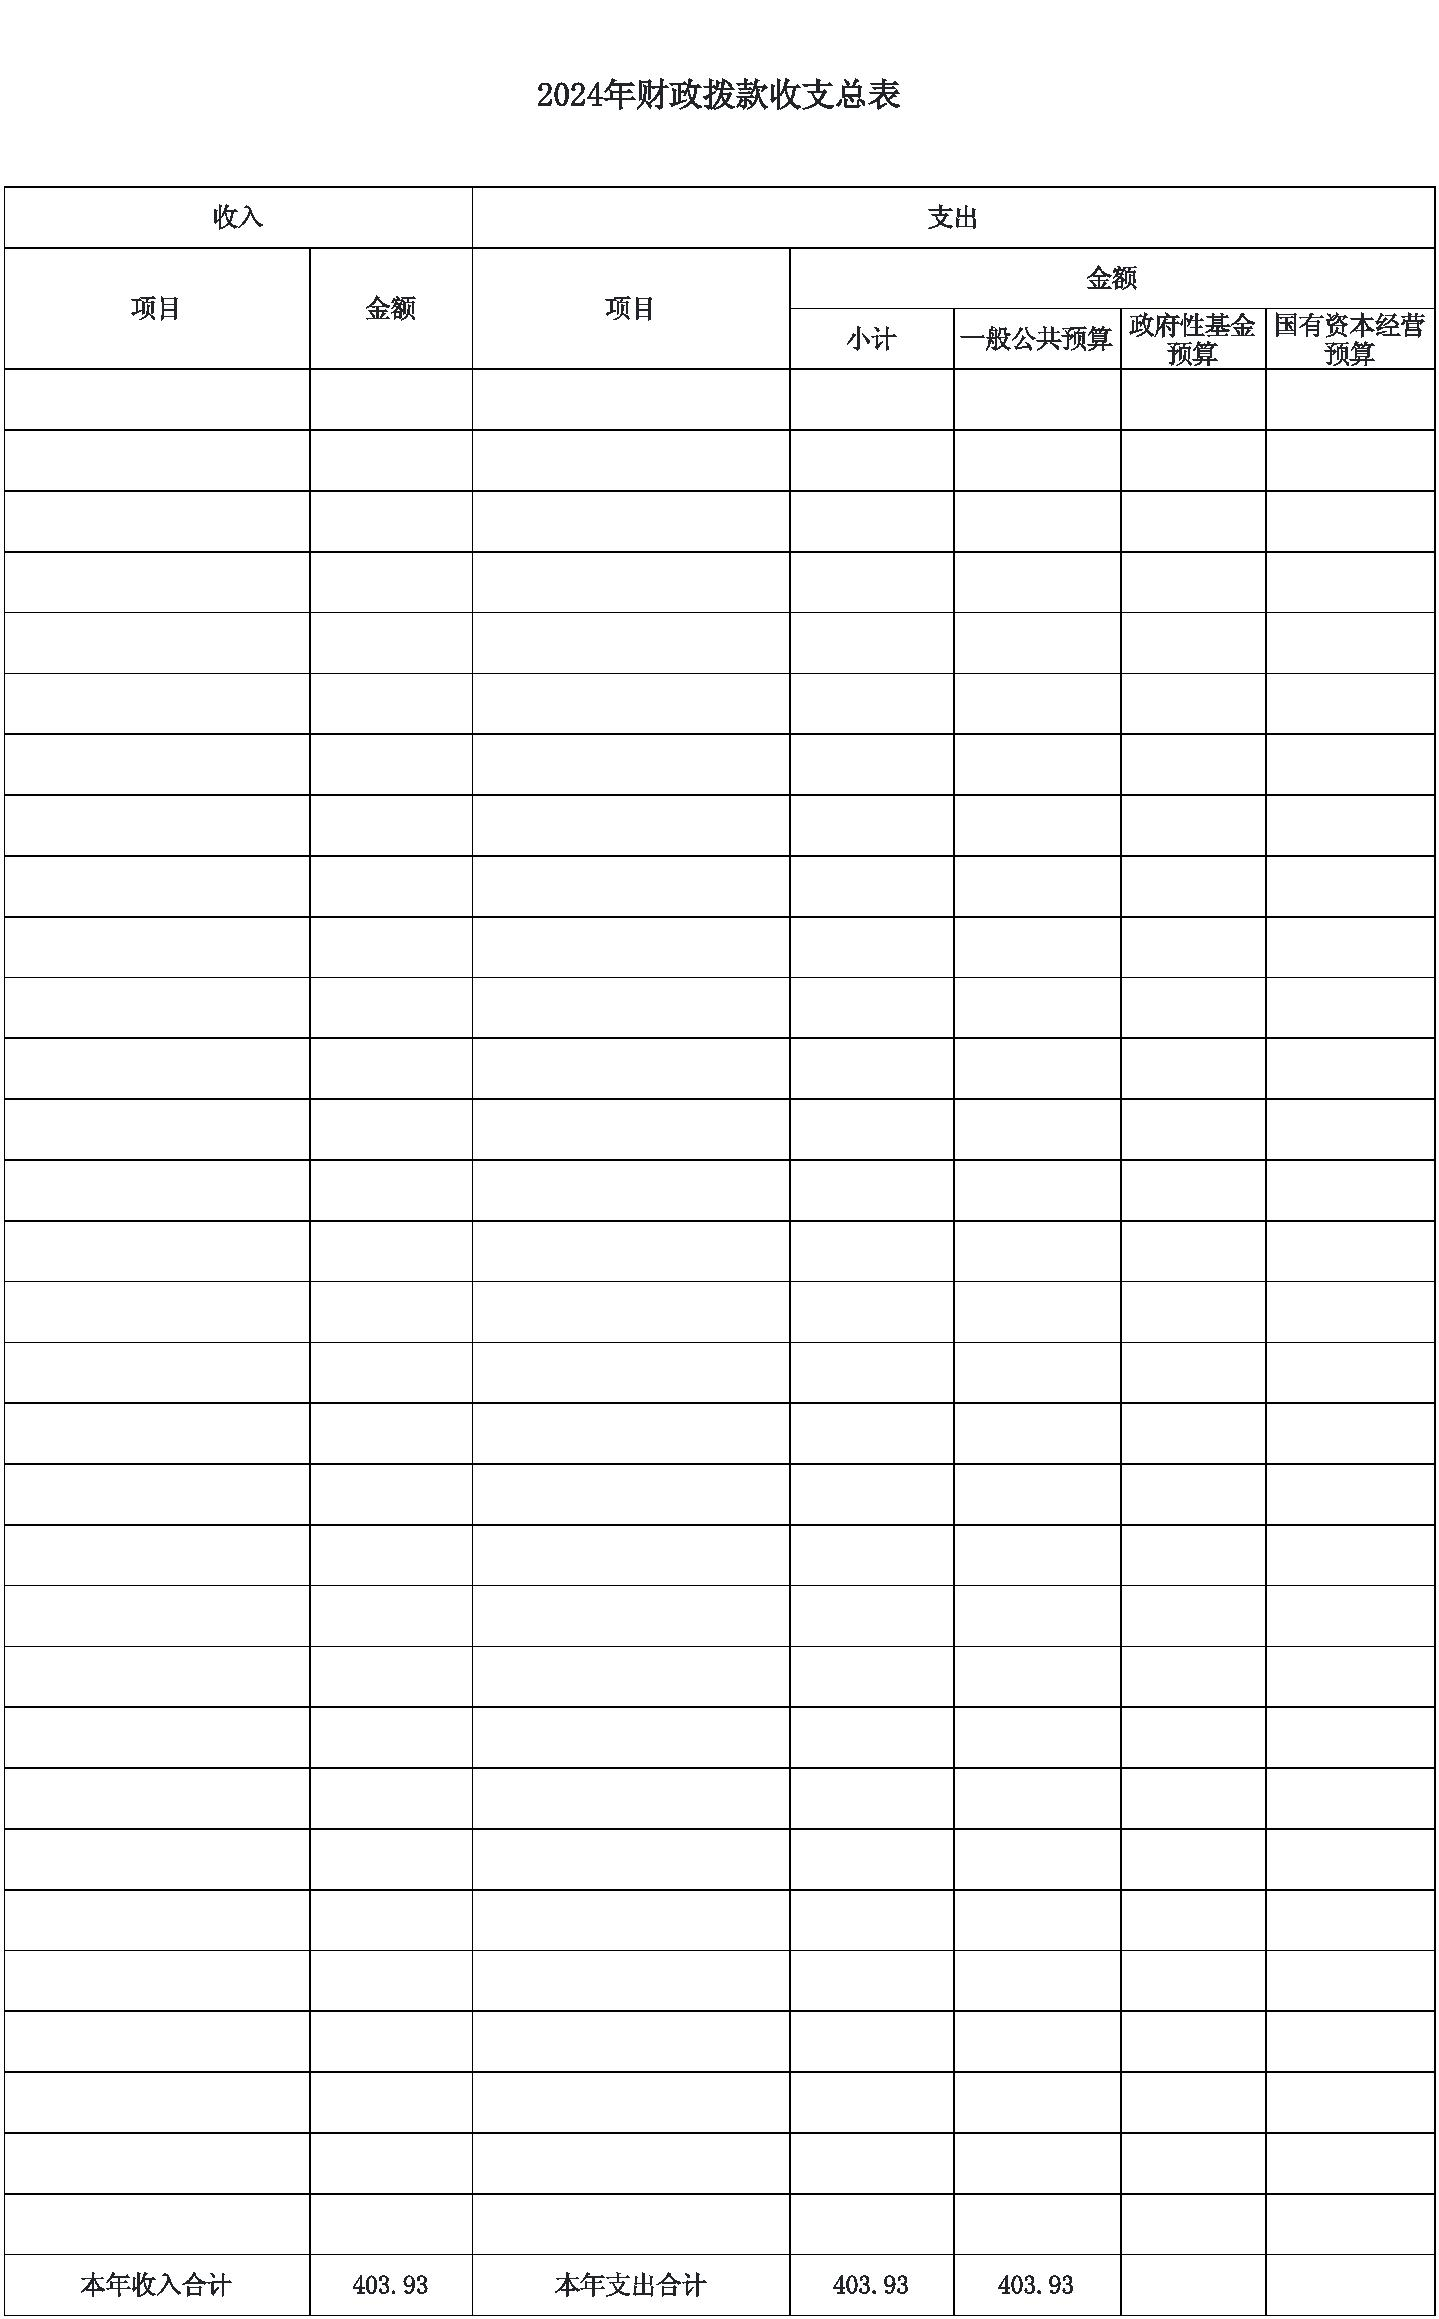 2024年财政拨款收支总表
收入
支出
项目
金额
项目
金额
小计
一般公共预算
政府性基金
预算
国有资本经营
预算
本年收入合计
403.93
本年支出合计
403.93
403.93